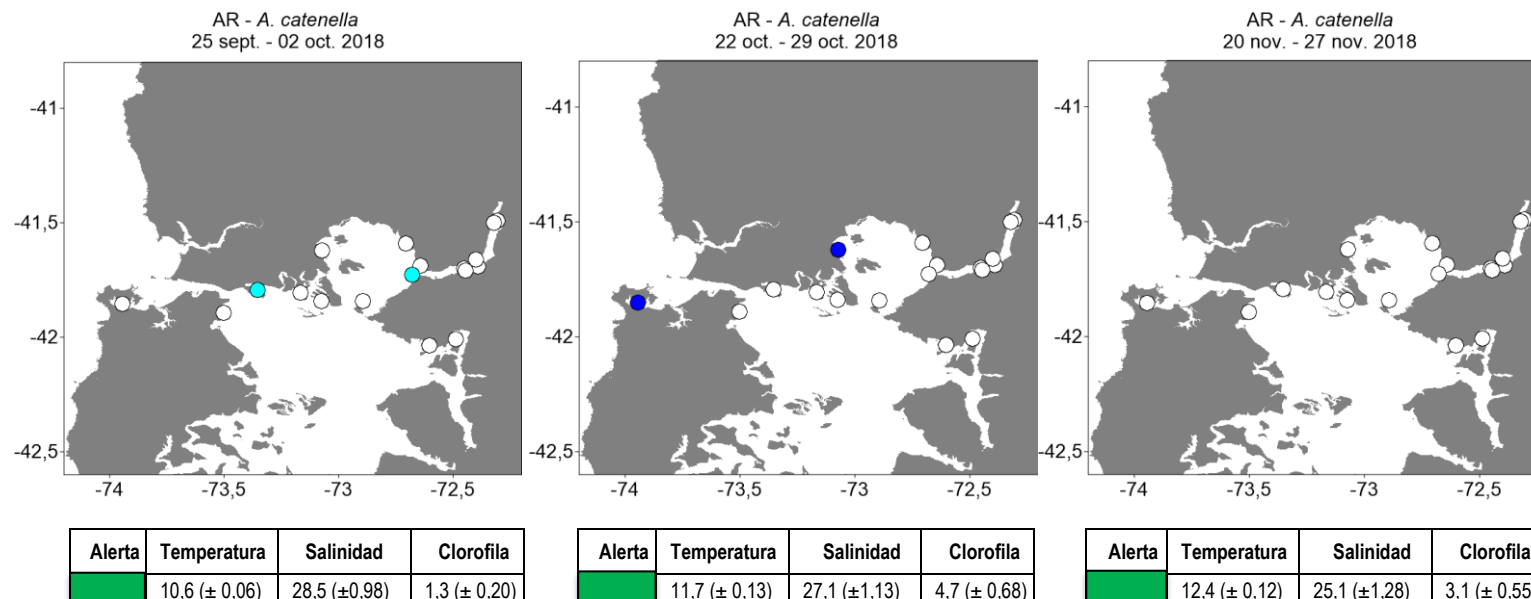 AR - A. catenella
25 sept. - 02 oct. 2018
-41
-41,5
-42
-42,5
-74
-73,5
-73
-72,5
Alerta Temperatura Salinidad Clorofila
10,6 (± 0,06) 28,5 (±0,98) 1,3 (± 0,20)
AR - A. catenella
22 oct. - 29 oct. 2018
-41
-41,5
-42
-42,5
-74
-73,5
-73
-72,5
Alerta Temperatura Salinidad Clorofila
11,7 (± 0,13) 27,1 (±1,13) 4,7 (± 0,68)
AR - A. catenella
20 nov. - 27 nov. 2018
-41
-41,5
-42
-42,5
-74
-73,5
-73
-72,5
Alerta Temperatura Salinidad Clorofila
12,4 (± 0,12) 25,1 (±1,28) 3,1 (± 0,55